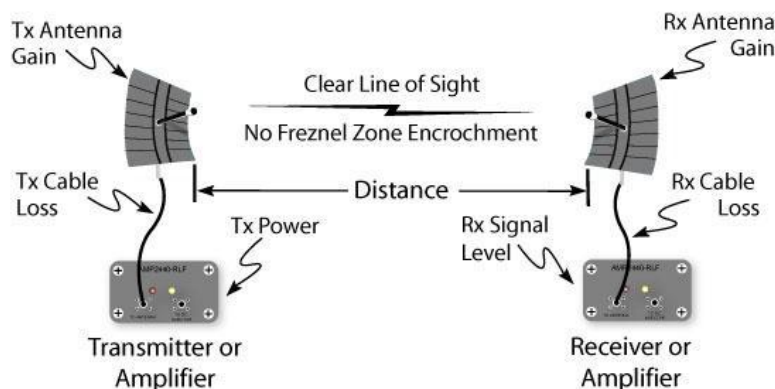 Tx Antenna
Gain
Rx Antenna
Gain
Clear Line of Sight
No Freznel Zone Encrochment
Tx Cable
Loss
Distance
Rx Cable
Loss
Tx Power
Rx Signal
Level
AMP2440-RLF
AMP2440-RLF
Transmitter or
Amplifier
Receiver or
Amplifier